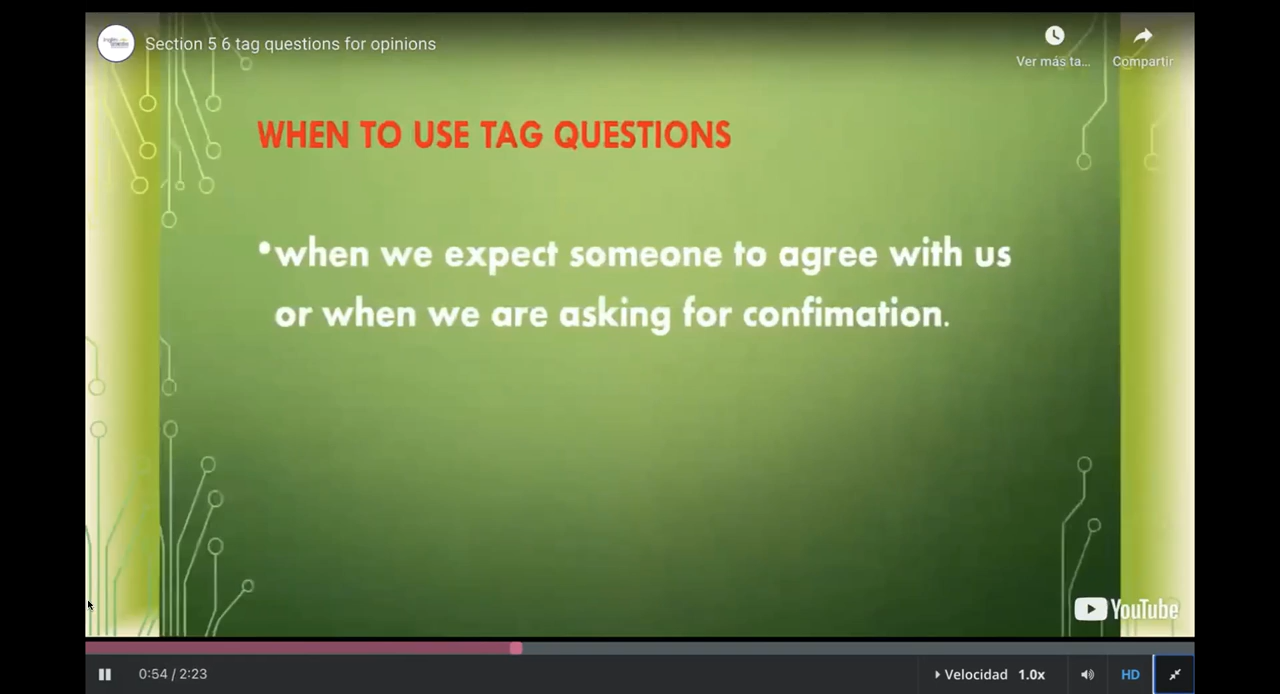 Section 5 6 tag questions for opinions
Ver más ta...
Compartir
WHEN TO USE TAG QUESTIONS
•when we expect someone to agree with us
or when we are asking for confimation.
YouTube
0:54 / 2:23
Velocidad 1.0x
HD